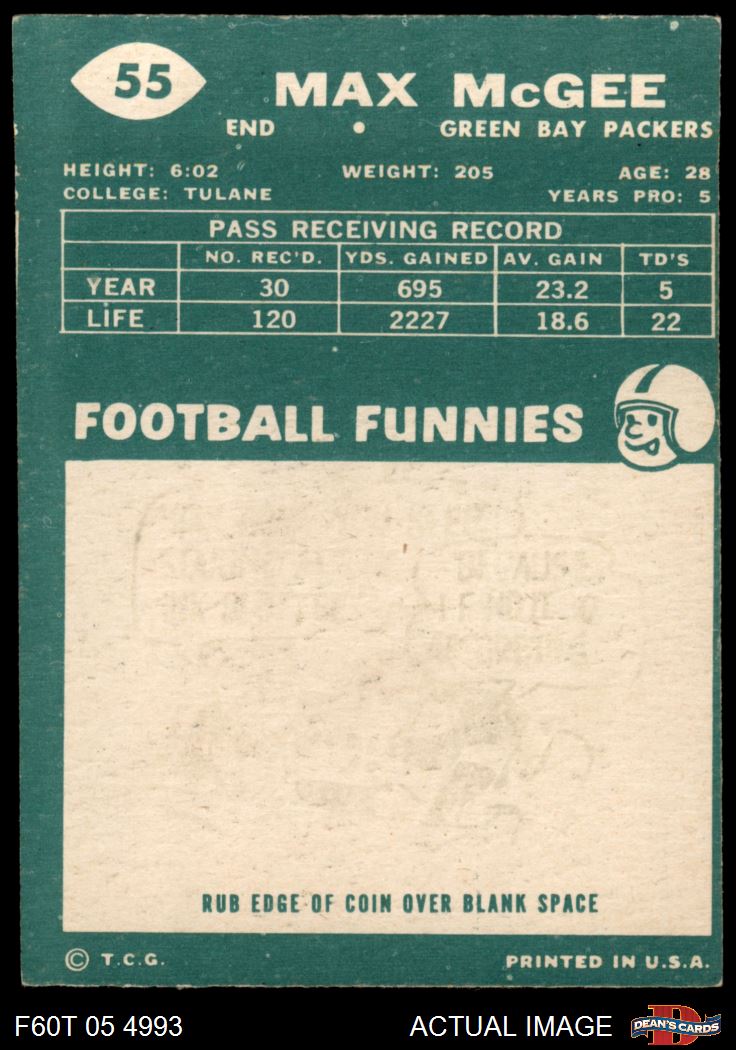 55
MAX McGEE
END • GREEN BAY PACKERS
HEIGHT: 6:02 WEIGHT: 205 AGE: 28
COLLEGE: TULANE YEARS PRO: 5
PASS RECEIVING RECORD
NO. REC'D. YDS. GAINED AV. GAIN TD'S
YEAR 30 695 23.2 5
LIFE 120 2227 18.6 22
FOOTBALL FUNNIES
RUB EDGE OF COIN OVER BLANK SPACE
© T.C.G. PRINTED IN U.S.A.
F60T 05 4993 ACTUAL IMAGE DEAN'S CARDS